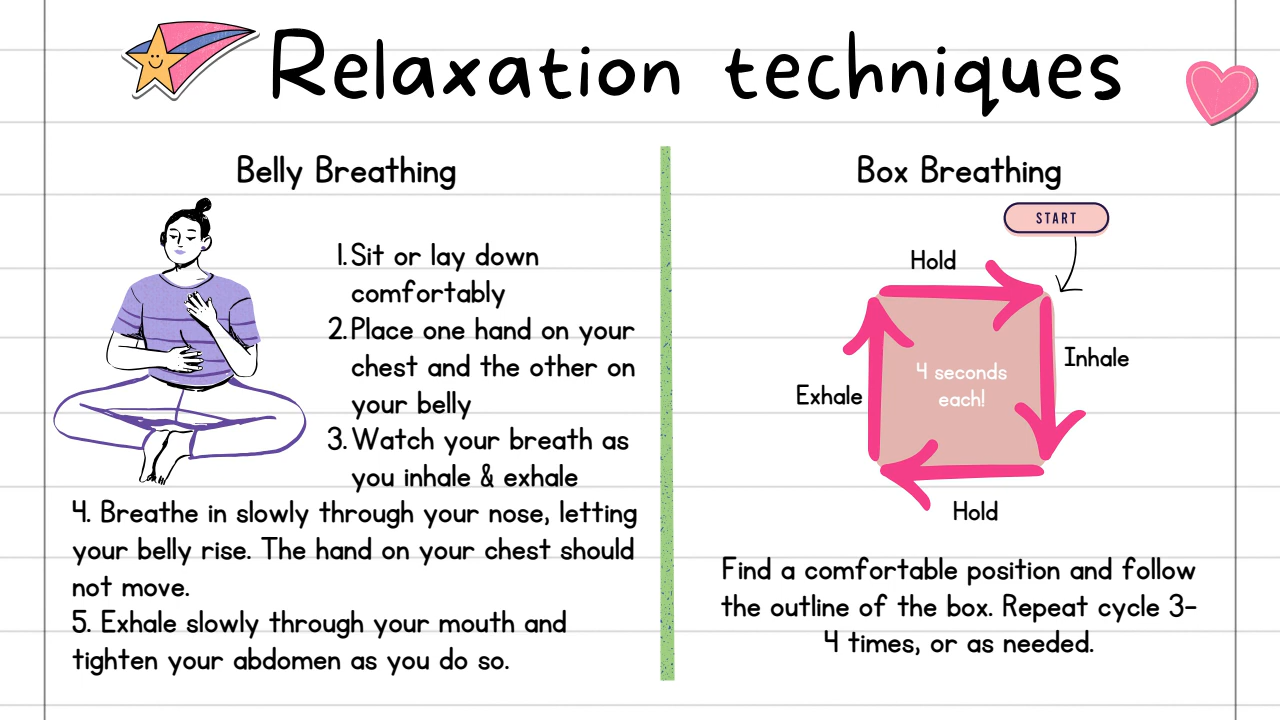 Relaxation techniques
Belly Breathing
1. Sit or lay down
comfortably
2. Place one hand on your
chest and the other on
your belly
3. Watch your breath as
you inhale & exhale
4. Breathe in slowly through your nose, letting
your belly rise. The hand on your chest should
not move.
5. Exhale slowly through your mouth and
tighten your abdomen as you do so.
Box Breathing
START
Hold
Inhale
4 seconds
each!
Exhale
Hold
Find a comfortable position and follow
the outline of the box. Repeat cycle 3-
4 times, or as needed.